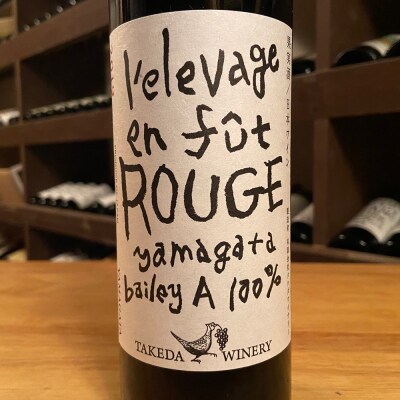 l'elevage
en fût
ROUGE
yamagata
bailey A 100%
TAKEDA WINERY